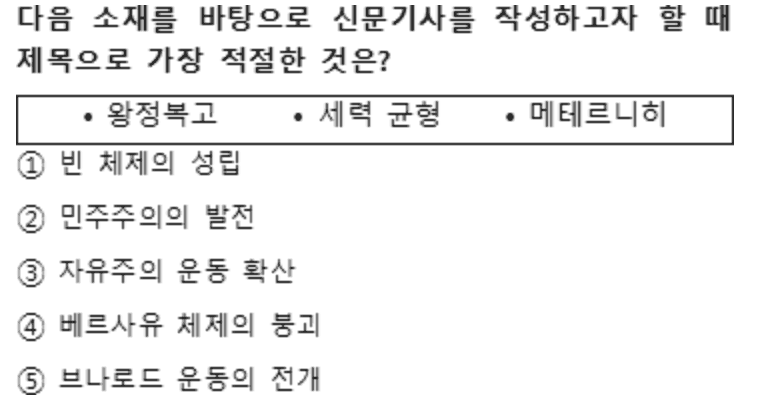 다음 소재를 바탕으로 신문기사를 작성하고자 할 때
제목으로 가장 적절한 것은?
• 왕정복고 • 세력 균형 • 메테르니히
① 빈 체제의 성립
② 민주주의의 발전
③ 자유주의 운동 확산
④ 베르사유 체제의 붕괴
⑤ 브나로드 운동의 전개